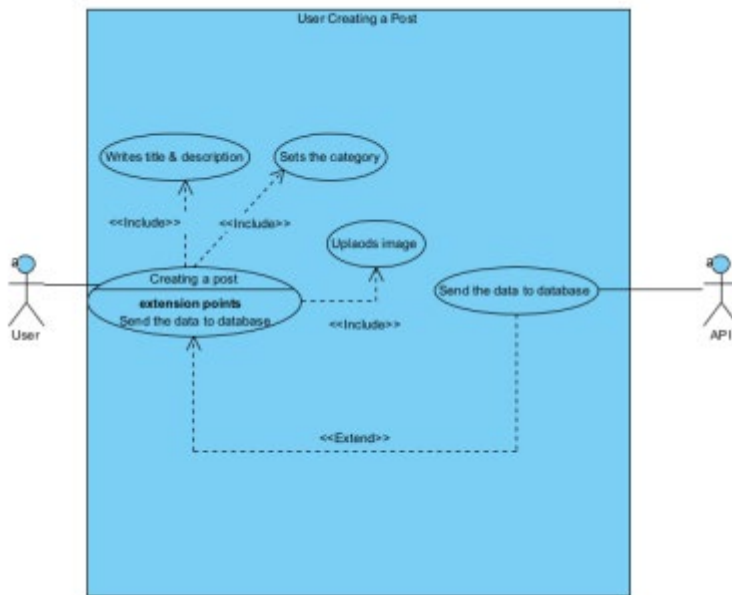 User Creating a Post
Writes title & description
Sets the category
<<Include>>
<<Include>>
Uplaods image
a
a
Creating a post
extension points
Send the data to database
Send the data to database
<<Include>>
User
API
<<Extend>>